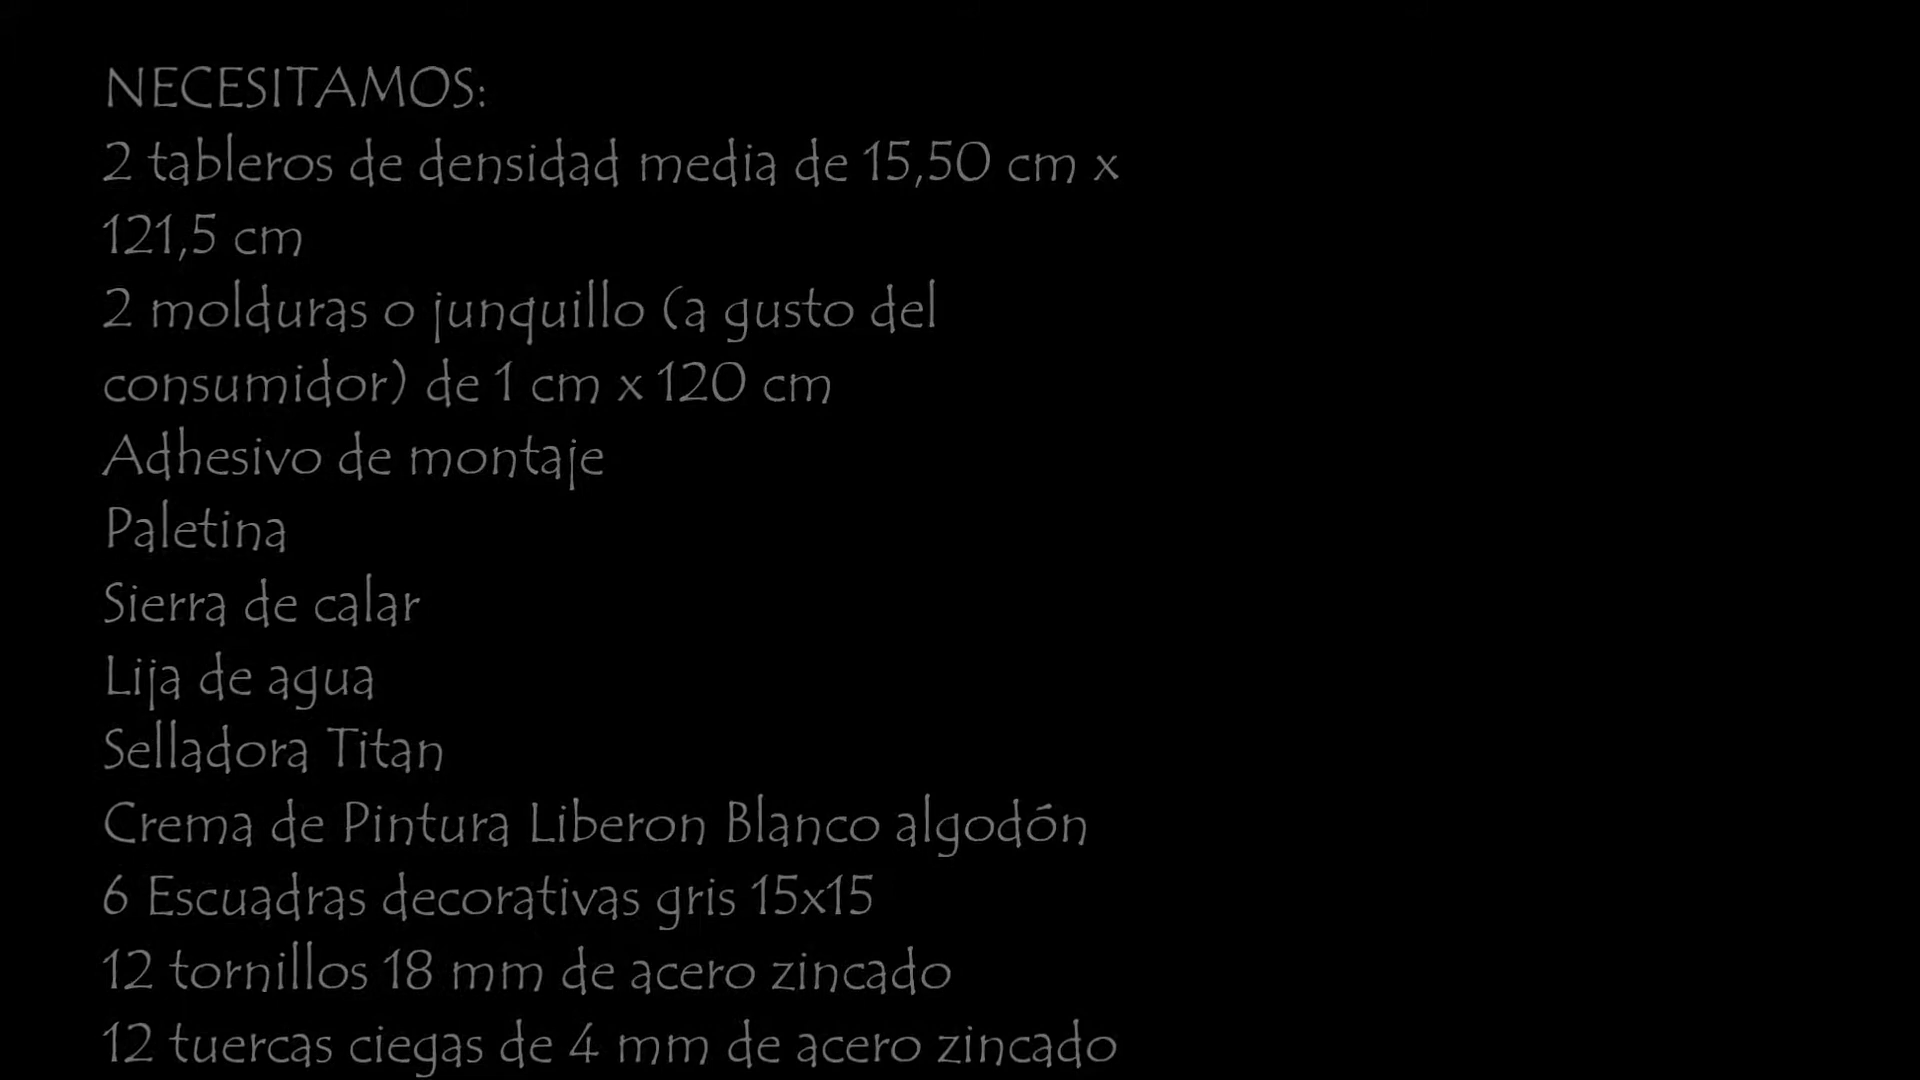 NECESITAMOS:
2 tableros de densidad media de 15,50 cm x
121,5 cm
2 molduras o junquillo (a gusto del
consumidor) de 1 cm x 120 cm
Adhesivo de montaje
Paletina
Sierra de calar
Lija de agua
Selladora Titan
Crema de Pintura Liberon Blanco algodón
6 Escuadras decorativas gris 15x15
12 tornillos 18 mm de acero zincado
12 tuercas ciegas de 4 mm de acero zincado